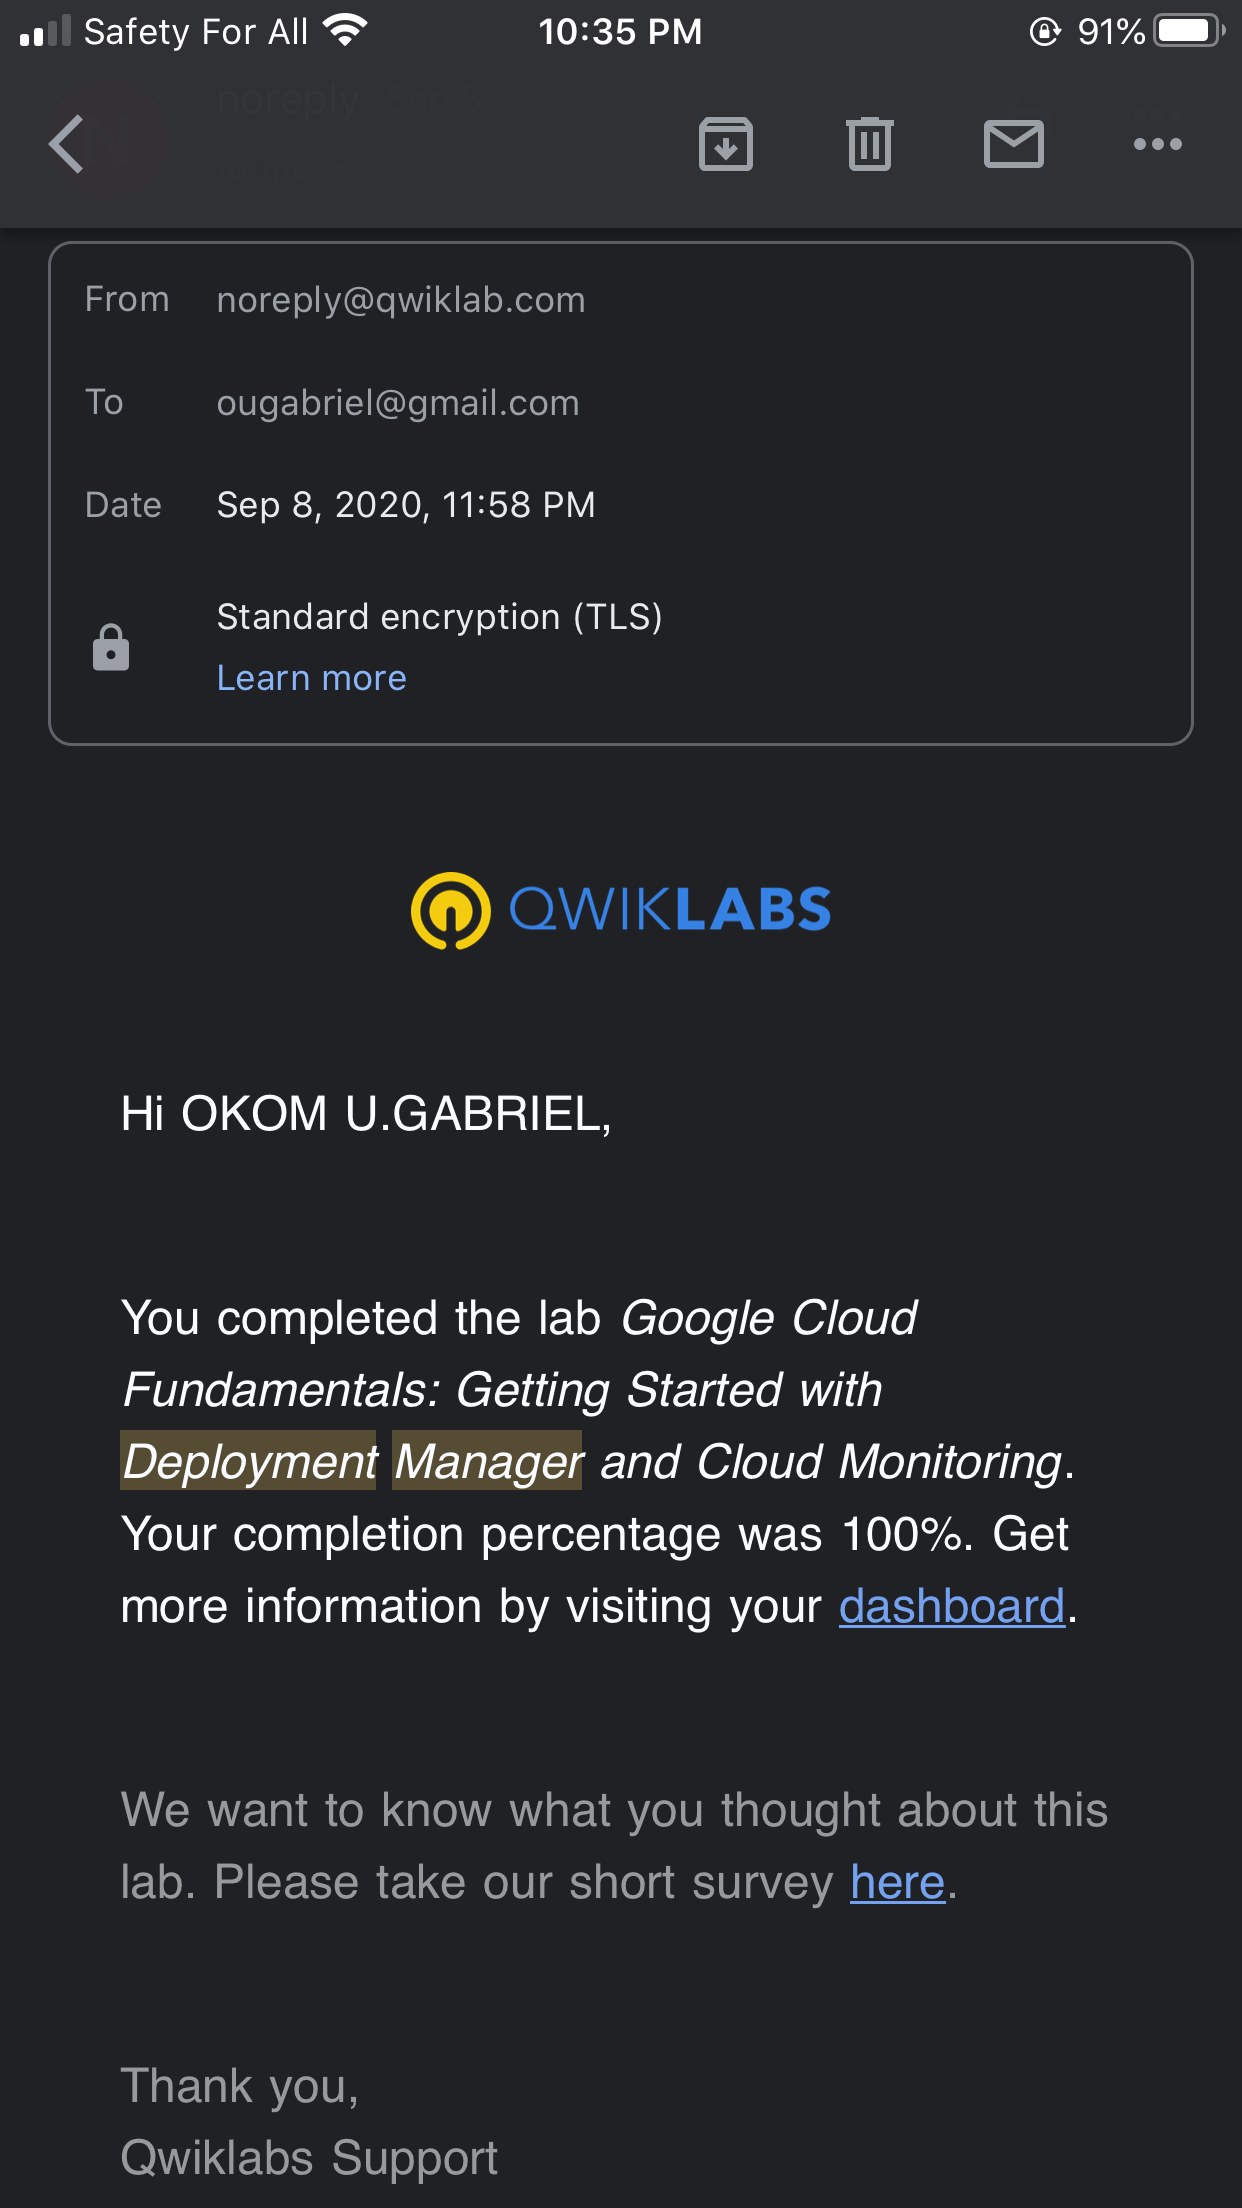 Safety For All 10:35 PM 91%
noreply Sep 8
N
to me
From noreply@qwiklab.com
To ougabriel@gmail.com
Date Sep 8, 2020, 11:58 PM
Standard encryption (TLS)
Learn more
QWIKLABS
Hi OKOM U.GABRIEL,
You completed the lab Google Cloud
Fundamentals: Getting Started with
Deployment Manager and Cloud Monitoring.
Your completion percentage was 100%. Get
more information by visiting your dashboard.
We want to know what you thought about this
lab. Please take our short survey here.
Thank you,
Qwiklabs Support